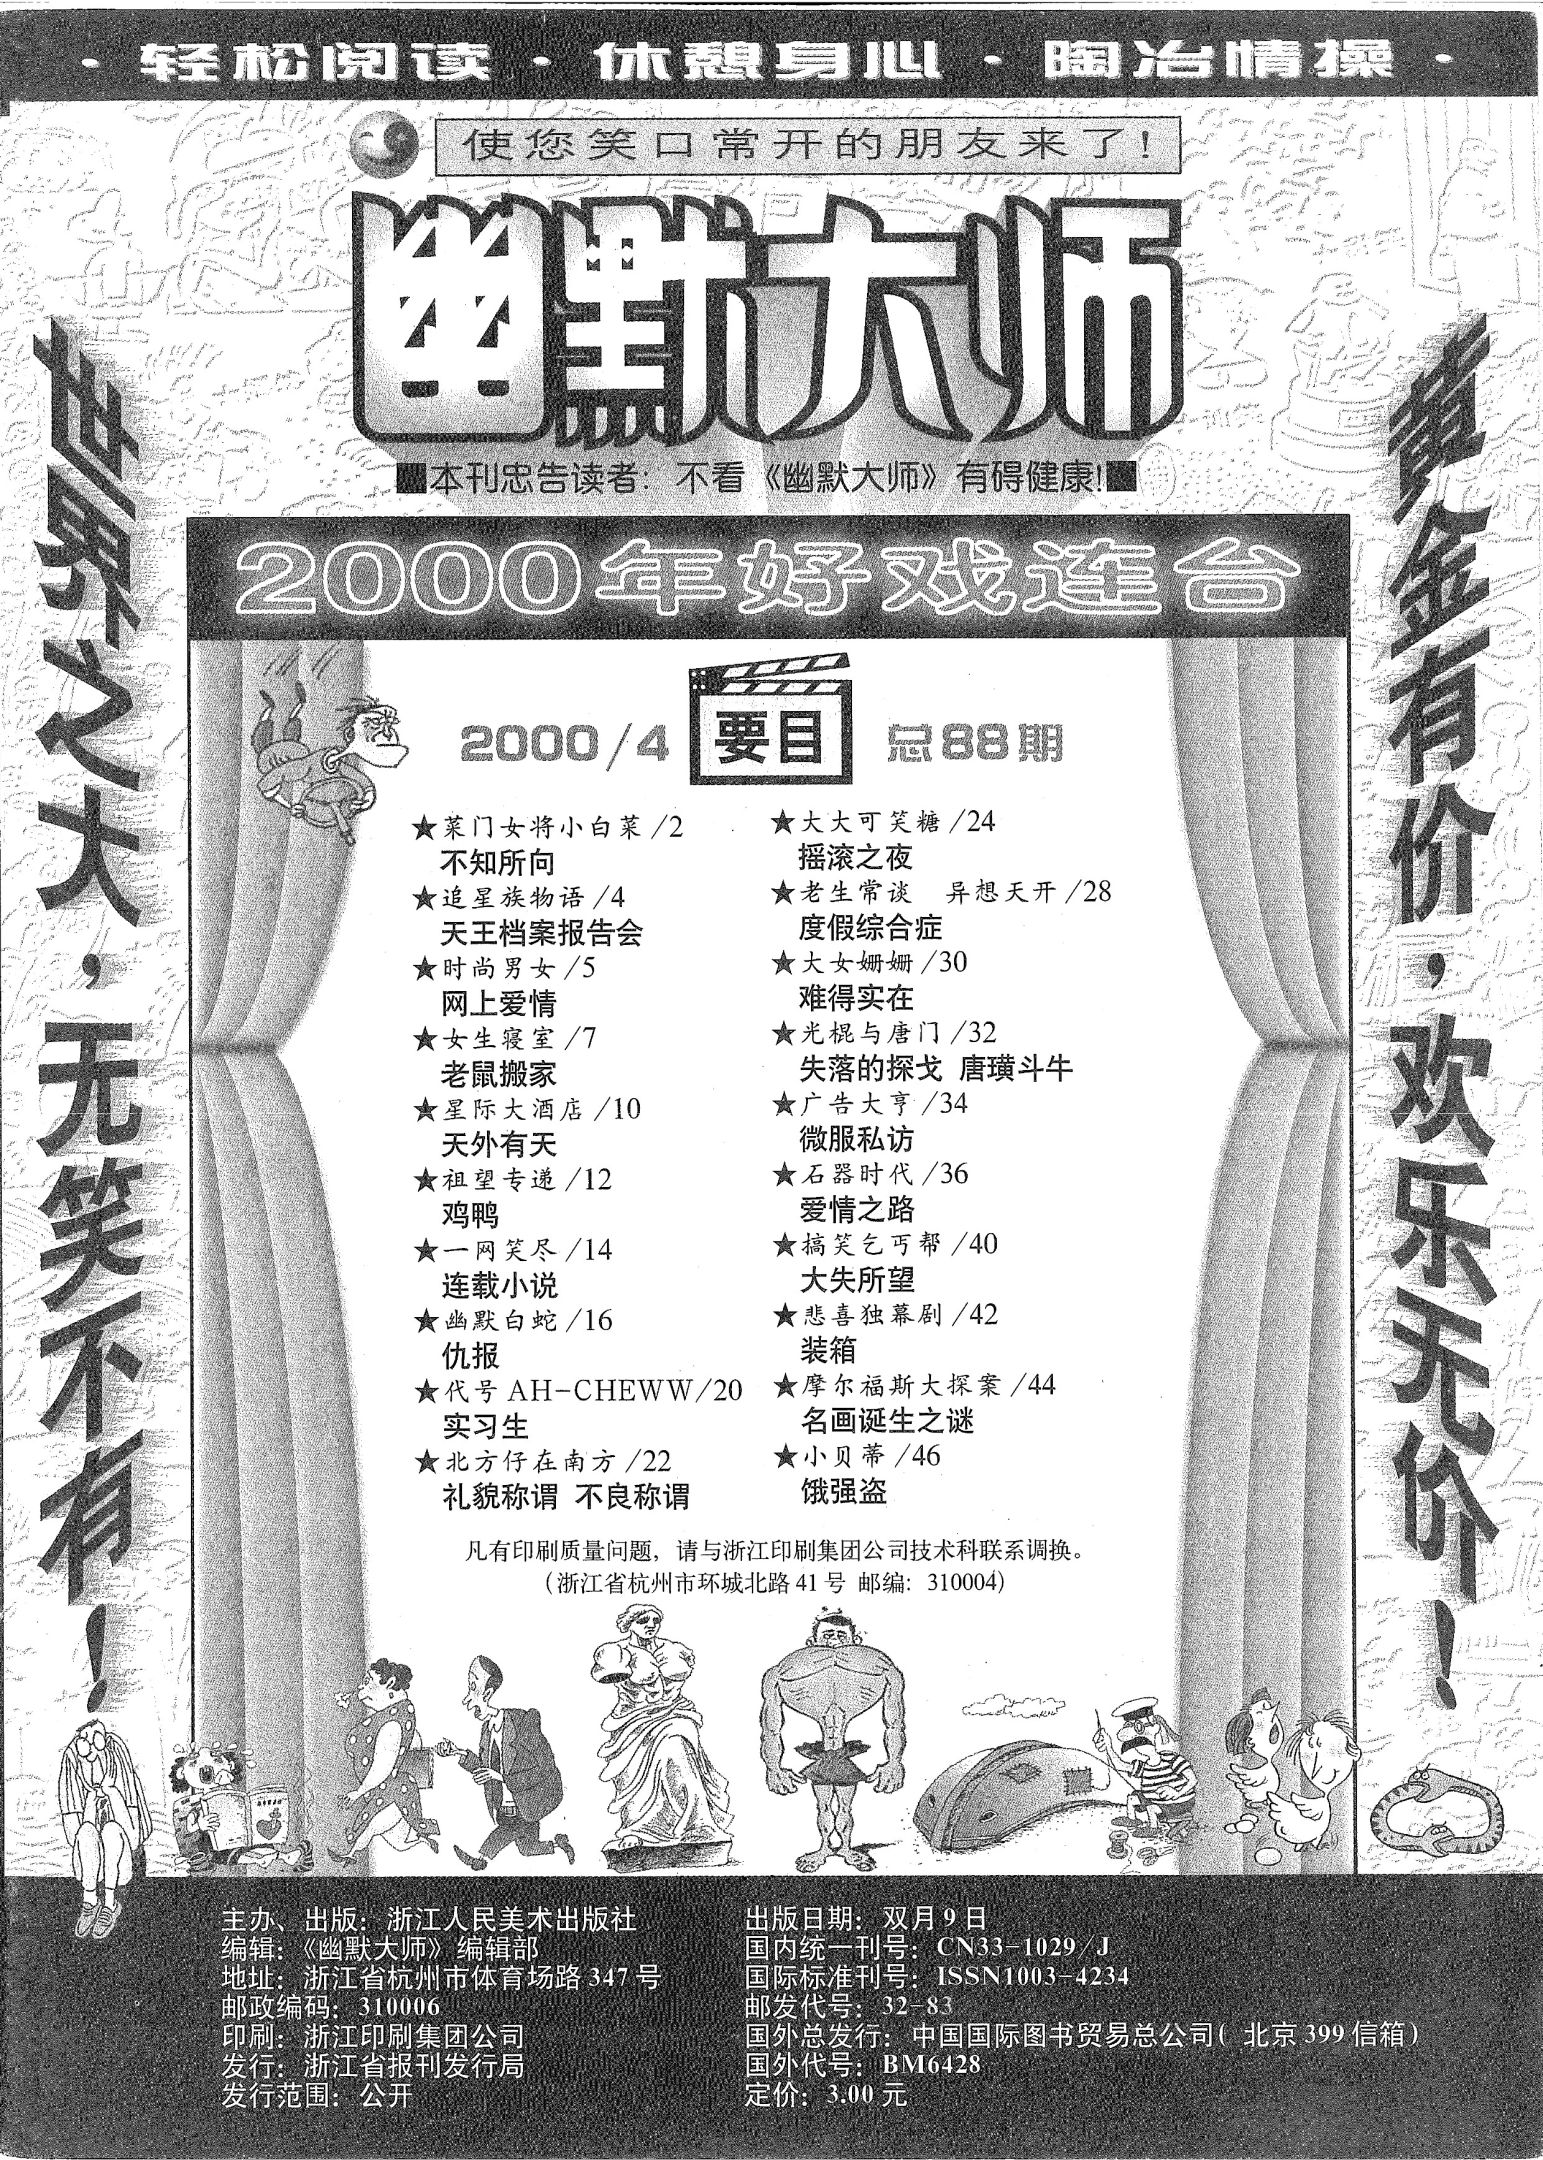 ·轻松阅读·休憩身心·陶冶情操·
使您笑口常开的朋友来了!
幽默大师
■本刊忠告读者：不看《幽默大师》有碍健康!■
世界之大，无笑不有！
黄金有价，欢乐无价！
2000年好戏连台
2000/4 要目 总88期
★菜门女将小白菜/2
不知所向
★追星族物语/4
天王档案报告会
★时尚男女/5
网上爱情
★女生寝室/7
老鼠搬家
★星际大酒店/10
天外有天
★祖望专递/12
鸡鸭
★一网笑尽/14
连载小说
★幽默白蛇/16
仇报
★代号AH-CHEWW/20
实习生
★北方仔在南方/22
礼貌称谓 不良称谓
★大大可笑糖/24
摇滚之夜
★老生常谈 异想天开/28
度假综合症
★大女姗姗/30
难得实在
★光棍与唐门/32
失落的探戈 唐璜斗牛
★广告大亨/34
微服私访
★石器时代/36
爱情之路
★搞笑乞丐帮/40
大失所望
★悲喜独幕剧/42
装箱
★摩尔福斯大探案/44
名画诞生之谜
★小贝蒂/46
饿强盗
凡有印刷质量问题，请与浙江印刷集团公司技术科联系调换。
(浙江省杭州市环城北路41号 邮编：310004)
主办、出版：浙江人民美术出版社
编辑：《幽默大师》编辑部
地址：浙江省杭州市体育场路347号
邮政编码：310006
印刷：浙江印刷集团公司
发行：浙江省报刊发行局
发行范围：公开
出版日期：双月9日
国内统一刊号：CN33-1029/J
国际标准刊号：ISSN1003-4234
邮发代号：32-83
国外总发行：中国国际图书贸易总公司(北京399信箱)
国外代号：BM6428
定价：3.00元